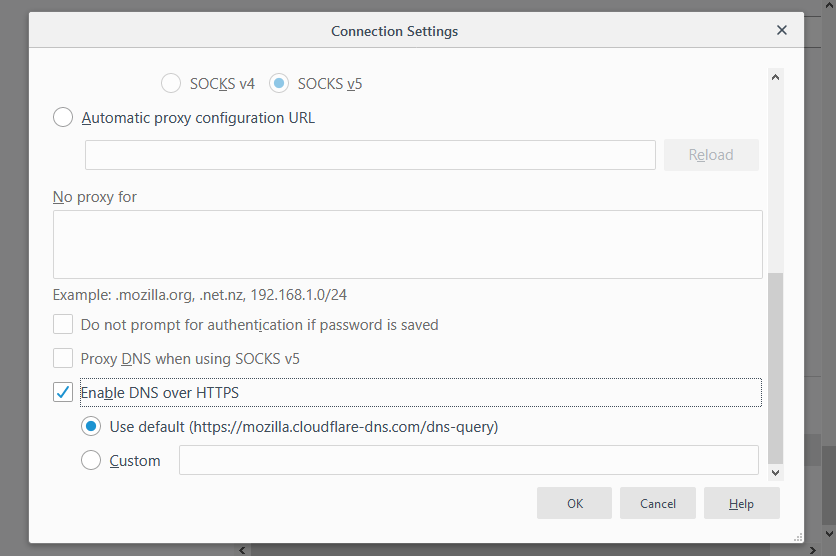 Connection Settings
SOCKS v4 SOCKS v5
Automatic proxy configuration URL
Reload
No proxy for
Example: .mozilla.org, .net.nz, 192.168.1.0/24
Do not prompt for authentication if password is saved
Proxy DNS when using SOCKS v5
Enable DNS over HTTPS
Use default (https://mozilla.cloudflare-dns.com/dns-query)
Custom
OK Cancel Help